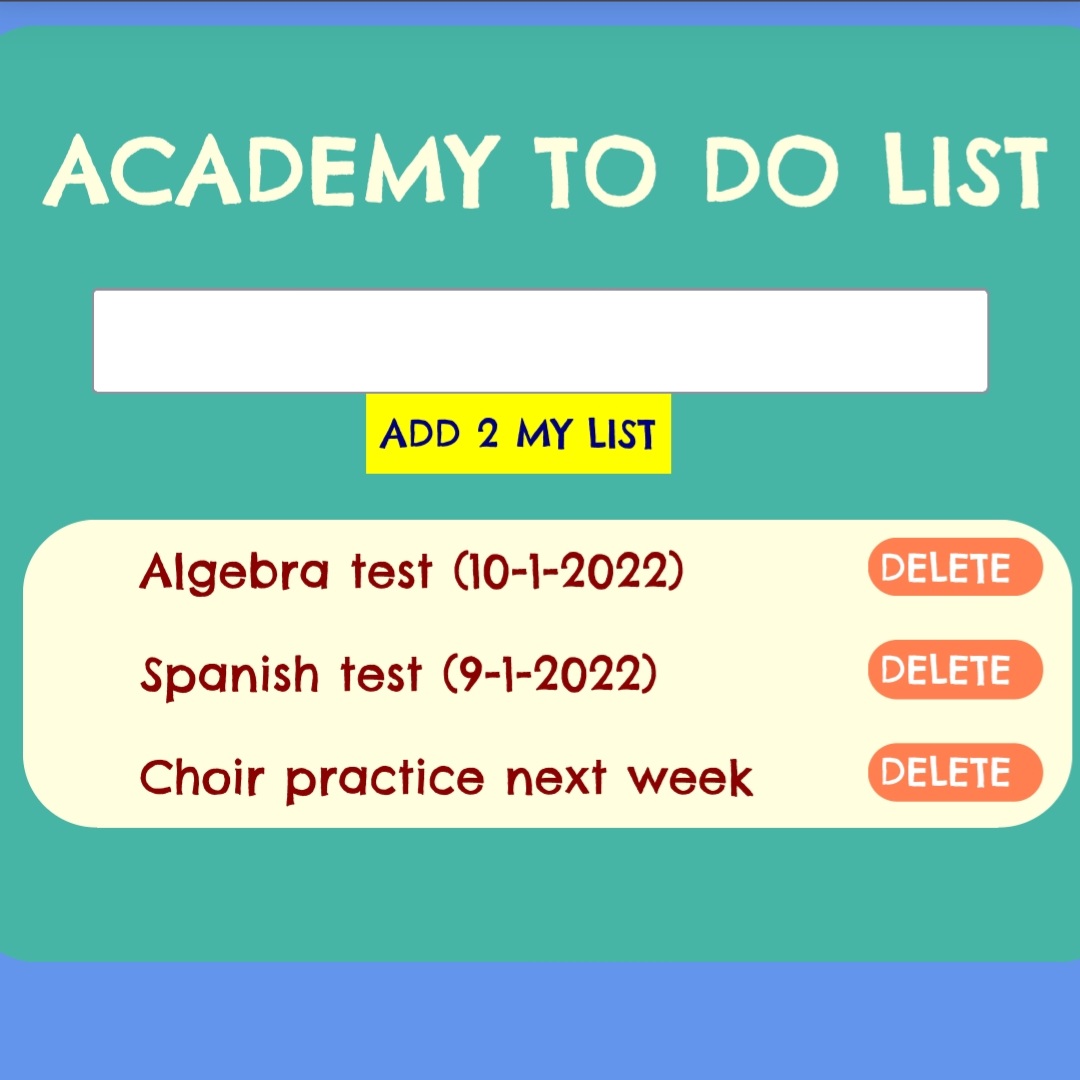 ACADEMY TO DO LIST
ADD 2 MY LIST
Algebra test (10-1-2022) DELETE
Spanish test (9-1-2022) DELETE
Choir practice next week DELETE